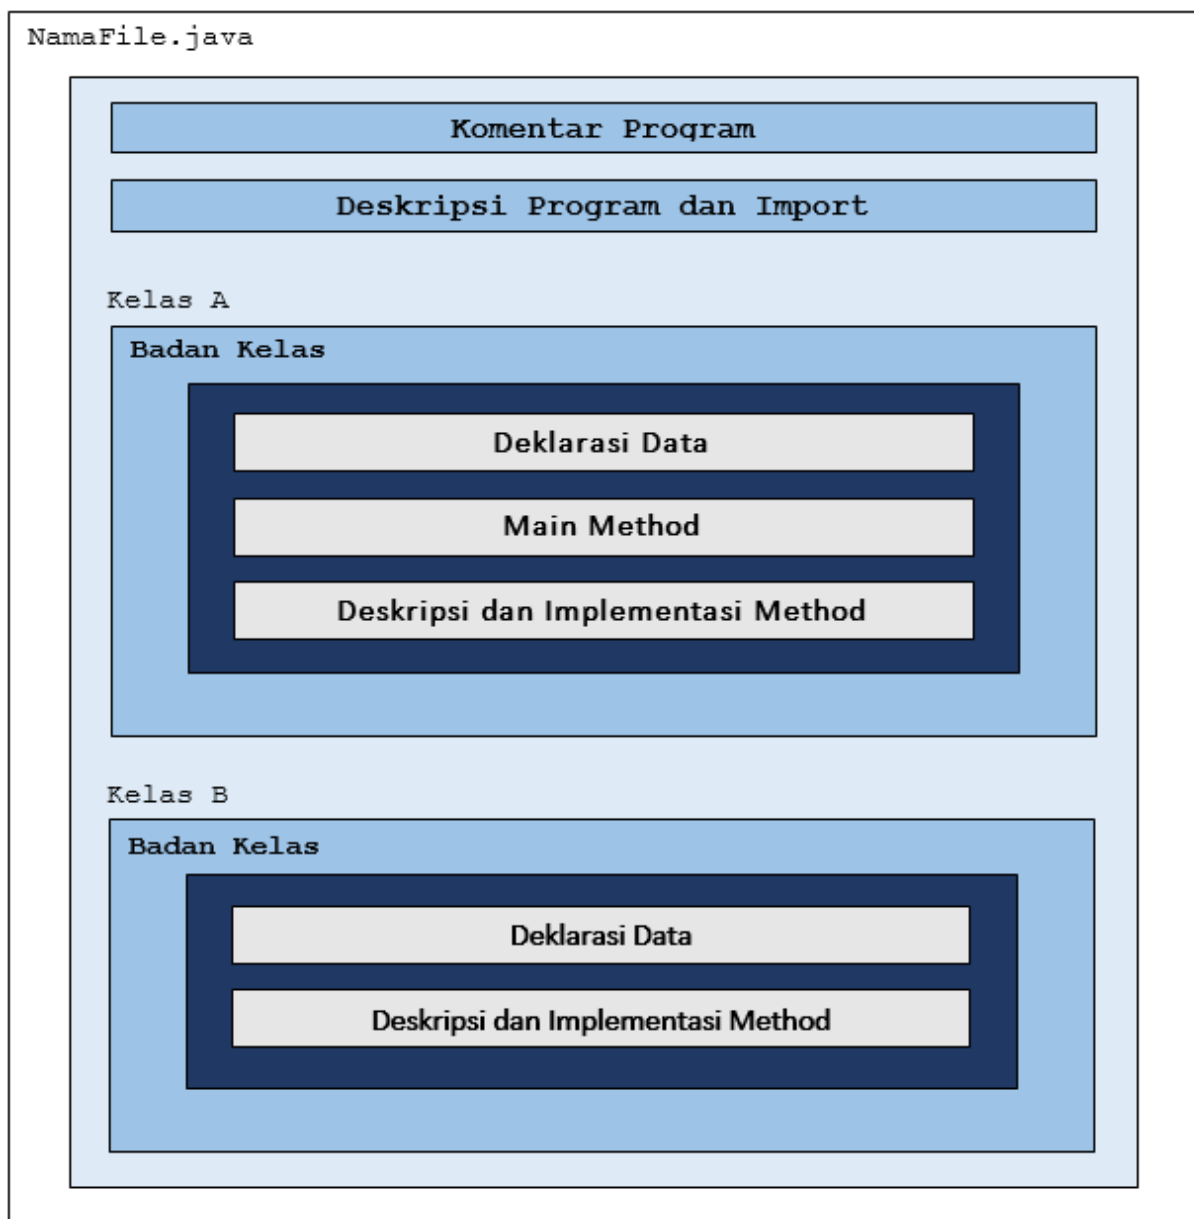 NamaFile.java
Komentar Program
Deskripsi Program dan Import
Kelas A
Badan Kelas
Deklarasi Data
Main Method
Deskripsi dan Implementasi Method
Kelas B
Badan Kelas
Deklarasi Data
Deskripsi dan Implementasi Method